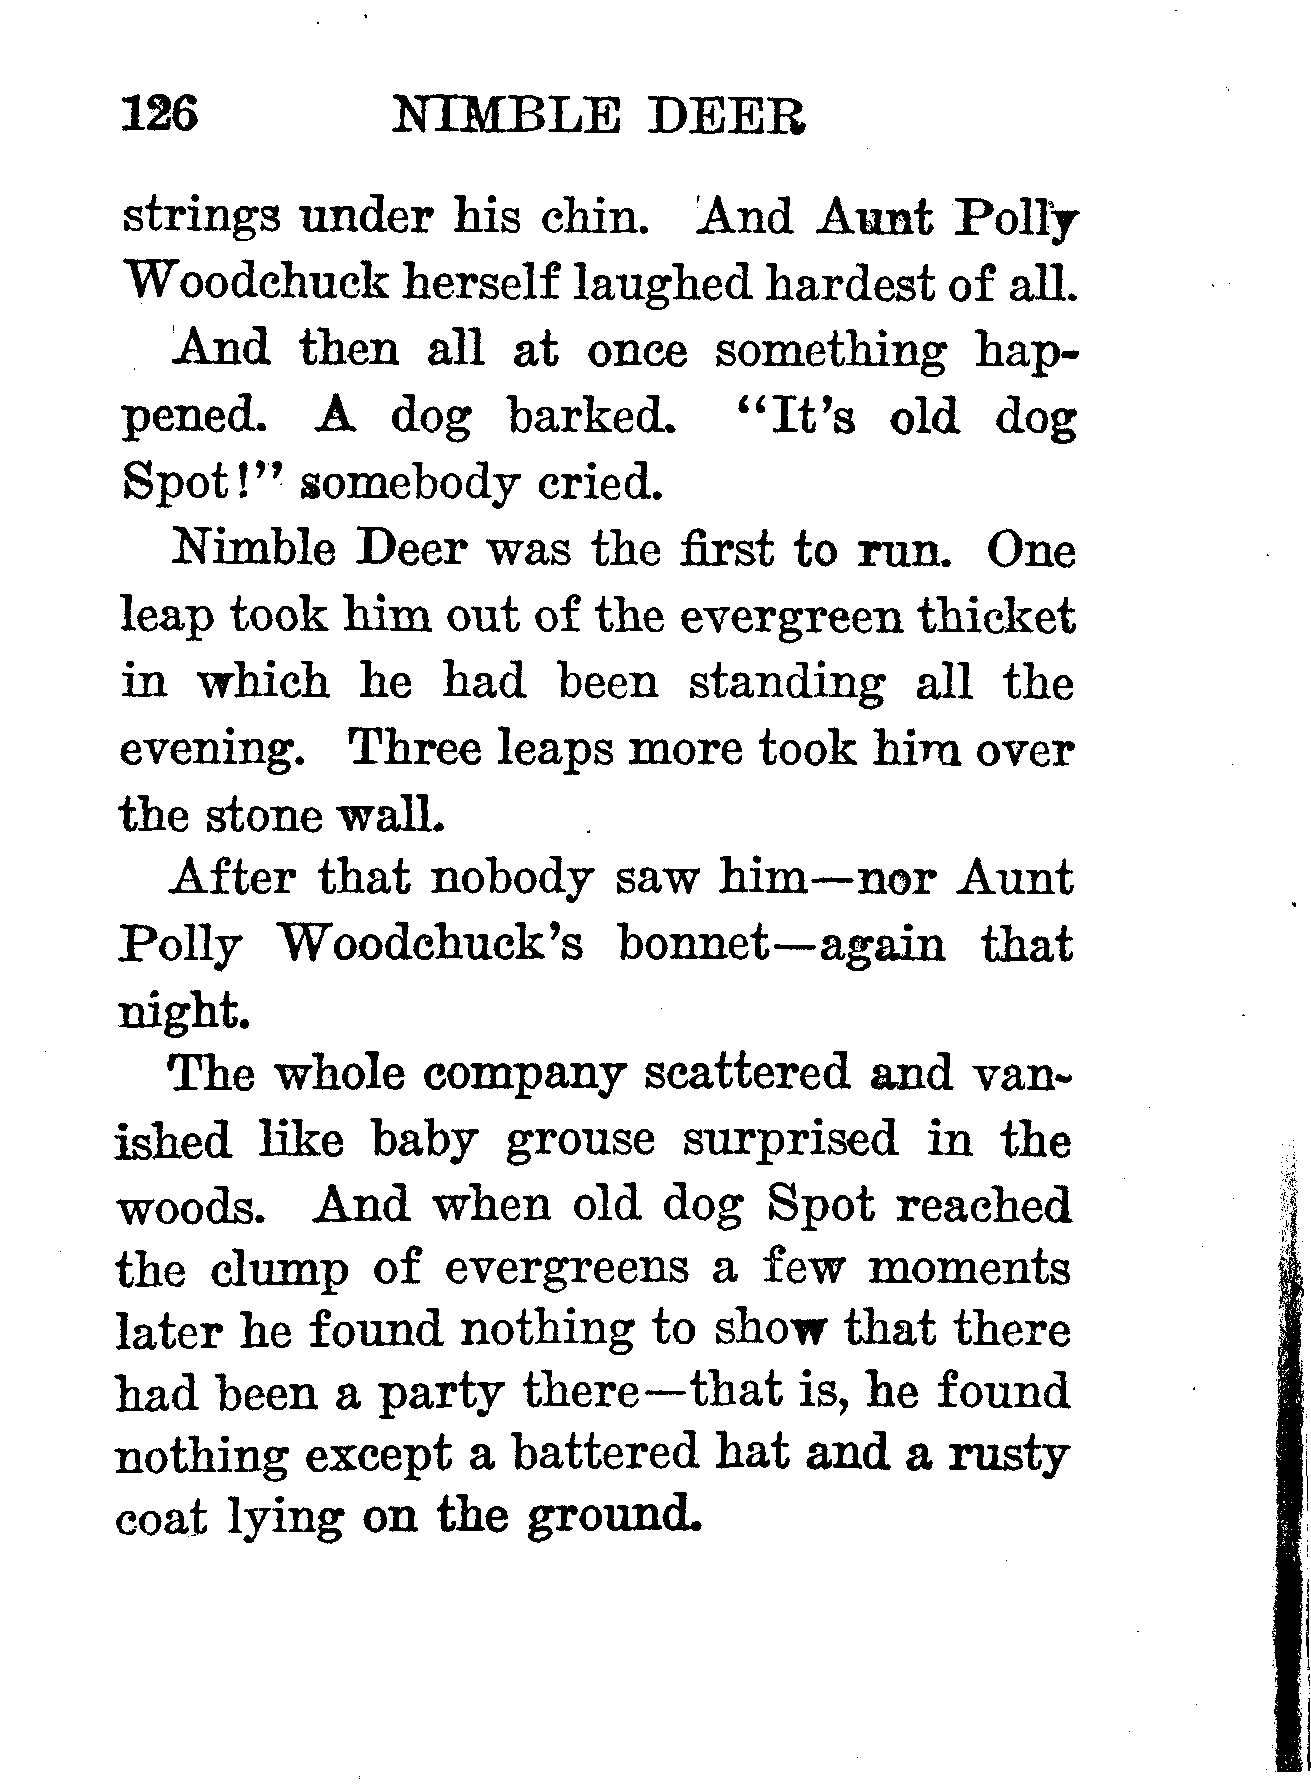 126 NIMBLE DEER
strings under his chin. And Aunt Polly
Woodchuck herself laughed hardest of all.
And then all at once something hap-
pened. A dog barked. "It's old dog
Spot!" somebody cried.
Nimble Deer was the first to run. One
leap took him out of the evergreen thicket
in which he had been standing all the
evening. Three leaps more took him over
the stone wall.
After that nobody saw him—nor Aunt
Polly Woodchuck's bonnet—again that
night.
The whole company scattered and van-
ished like baby grouse surprised in the
woods. And when old dog Spot reached
the clump of evergreens a few moments
later he found nothing to show that there
had been a party there—that is, he found
nothing except a battered hat and a rusty
coat lying on the ground.